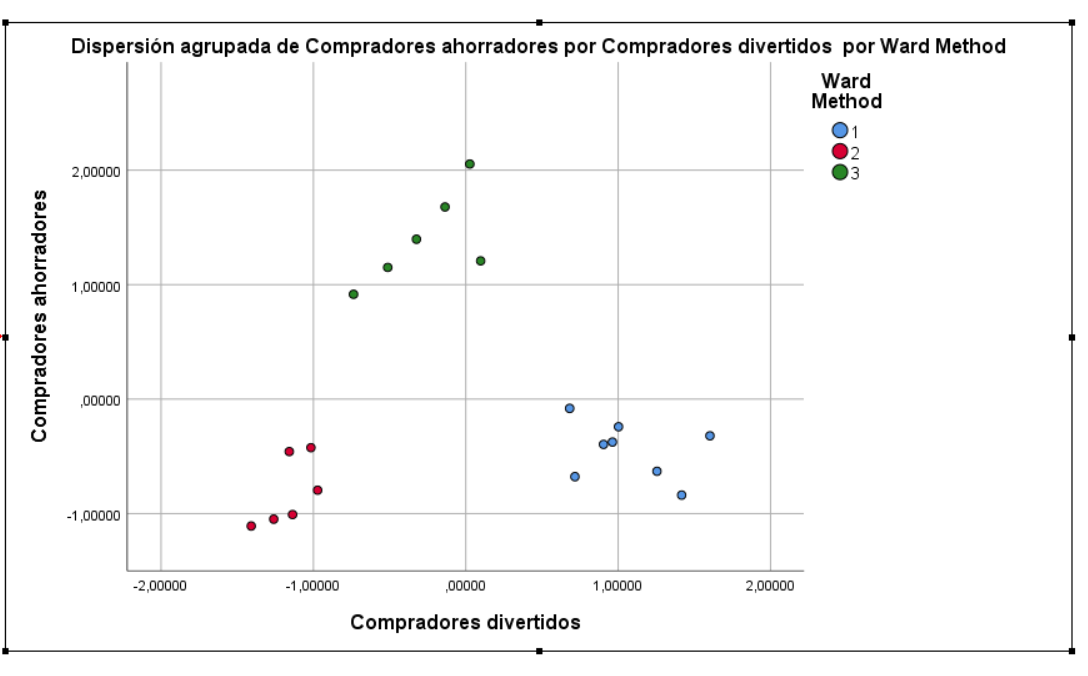 Dispersión agrupada de Compradores ahorradores por Compradores divertidos por Ward Method
Ward
Method
1
2
3
Compradores ahorradores
2,00000
1,00000
,00000
-1,00000
-2,00000
-1,00000
,00000
1,00000
2,00000
Compradores divertidos